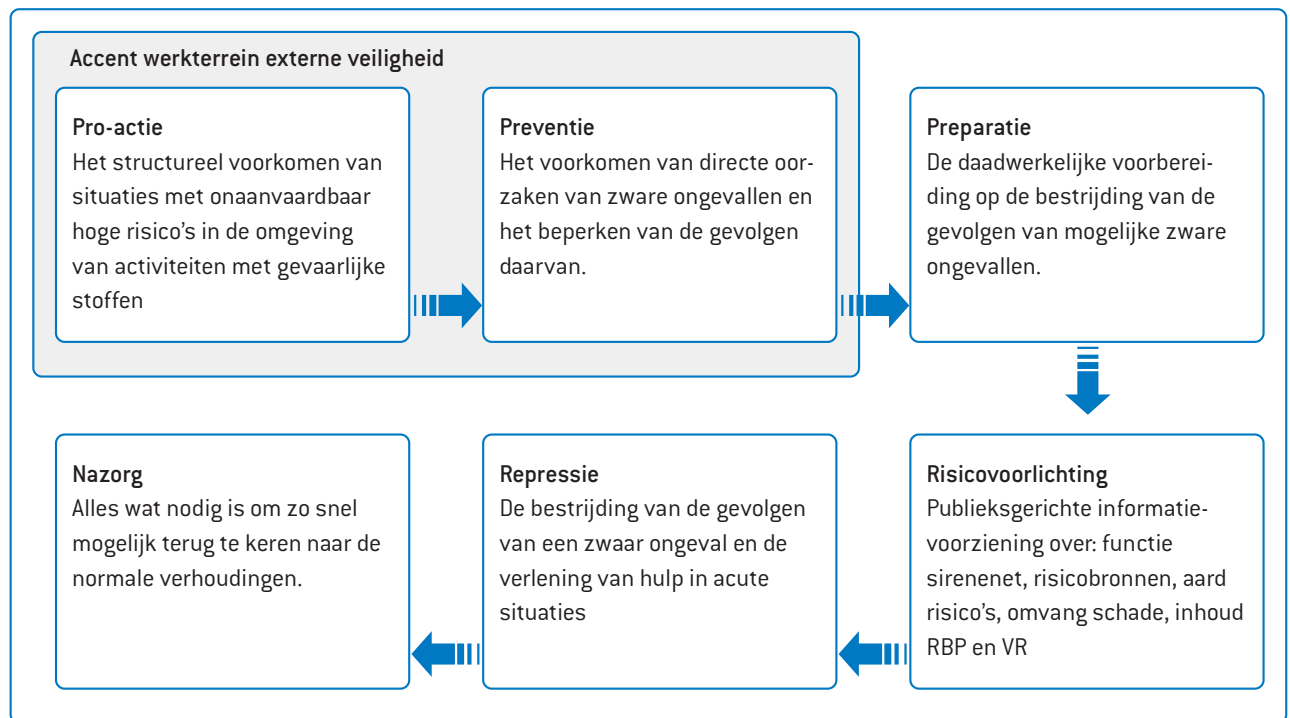 Accent werkterrein externe veiligheid
Pro-actie
Het structureel voorkomen van
situaties met onaanvaardbaar
hoge risico's in de omgeving
van activiteiten met gevaarlijke
stoffen
Preventie
Het voorkomen van directe oor-
zaken van zware ongevallen en
het beperken van de gevolgen
daarvan.
Preparatie
De daadwerkelijke voorberei-
ding op de bestrijding van de
gevolgen van mogelijke zware
ongevallen.
Risicovoorlichting
Publieksgerichte informatie-
voorziening over: functie
sirenenet, risicobronnen, aard
risico's, omvang schade, inhoud
RBP en VR
Repressie
De bestrijding van de gevolgen
van een zwaar ongeval en de
verlening van hulp in acute
situaties
Nazorg
Alles wat nodig is om zo snel
mogelijk terug te keren naar de
normale verhoudingen.